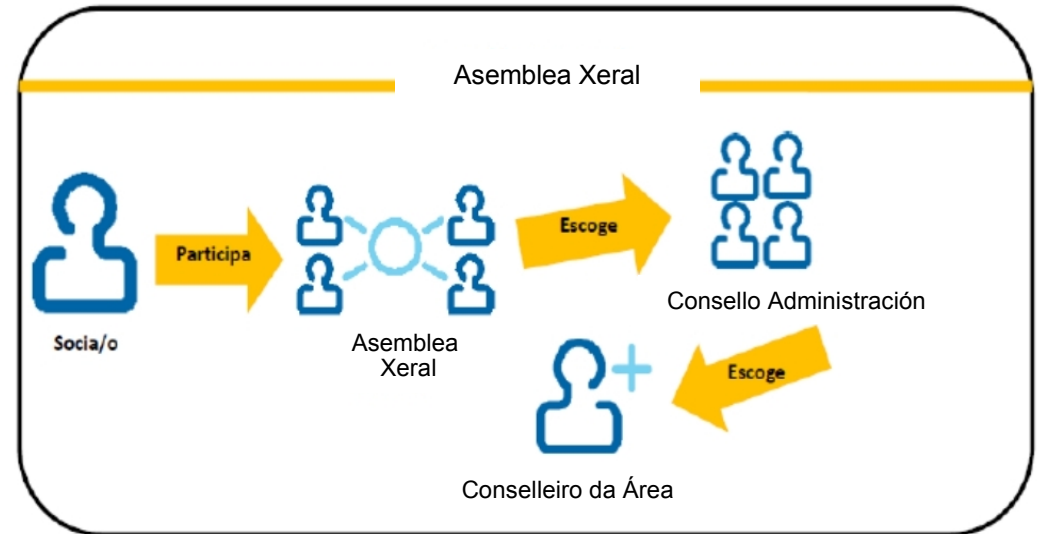 Asemblea Xeral
Participa
Escoge
Consello Administración
Socia/o
Asemblea
Xeral
Escoge
Conselleiro da Área